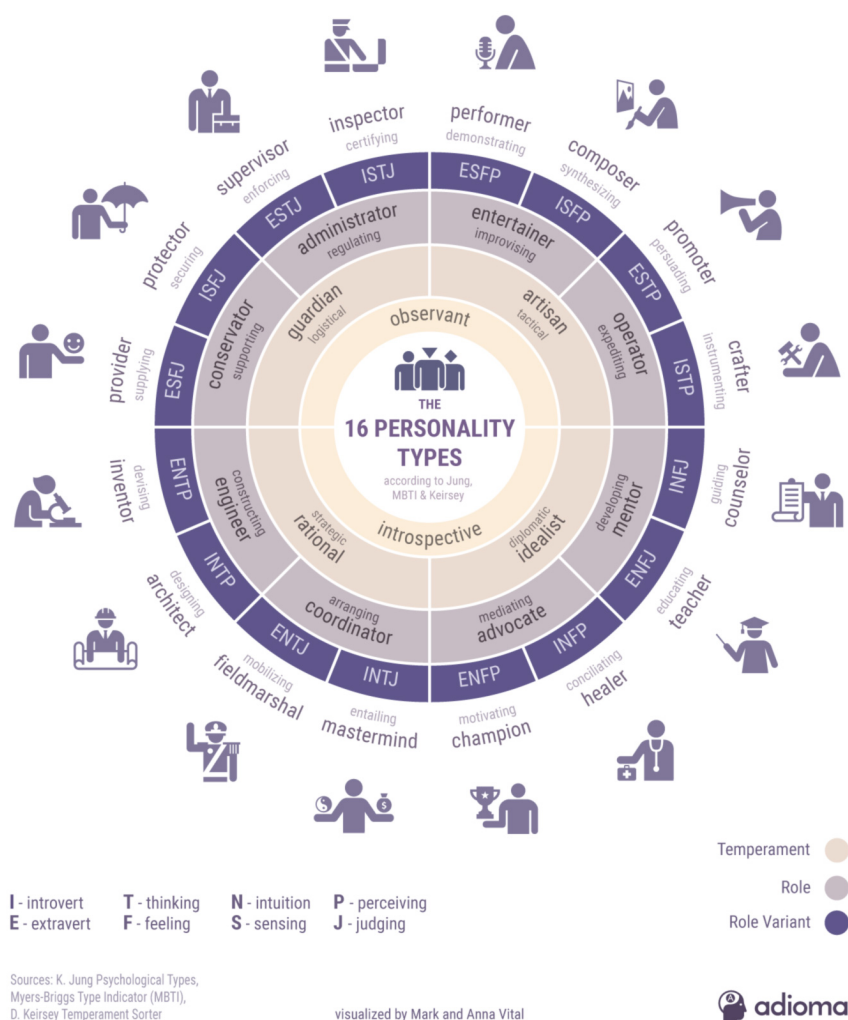 inspector
certifying
ISTJ
performer
demonstrating
ESFP
composer
synthesizing
ISFP
promoter
persuading
ESTP
crafter
instrumenting
ISTP
counselor
guiding
INFJ
teacher
educating
ENFJ
healer
conciliating
INFP
champion
motivating
ENFP
mastermind
entailing
INTJ
fieldmarshal
mobilizing
ENTJ
architect
designing
INTP
inventor
devising
ENTP
provider
supplying
ESFJ
protector
securing
ISFJ
supervisor
enforcing
ESTJ
administrator
regulating
entertainer
improvising
operator
expediting
developing
mentor
mediating
advocate
arranging
coordinator
constructing
engineer
conservator
supporting
guardian
logistical
artisan
tactical
diplomatic
idealist
strategic
rational
observant
introspective
THE
16 PERSONALITY
TYPES
according to Jung,
MBTI & Keirsey
Temperament
Role
Role Variant
I - introvert T - thinking N - intuition P - perceiving
E - extravert F - feeling S - sensing J - judging
Sources: K. Jung Psychological Types,
Myers-Briggs Type Indicator (MBTI),
D. Keirsey Temperament Sorter
visualized by Mark and Anna Vital
adioma